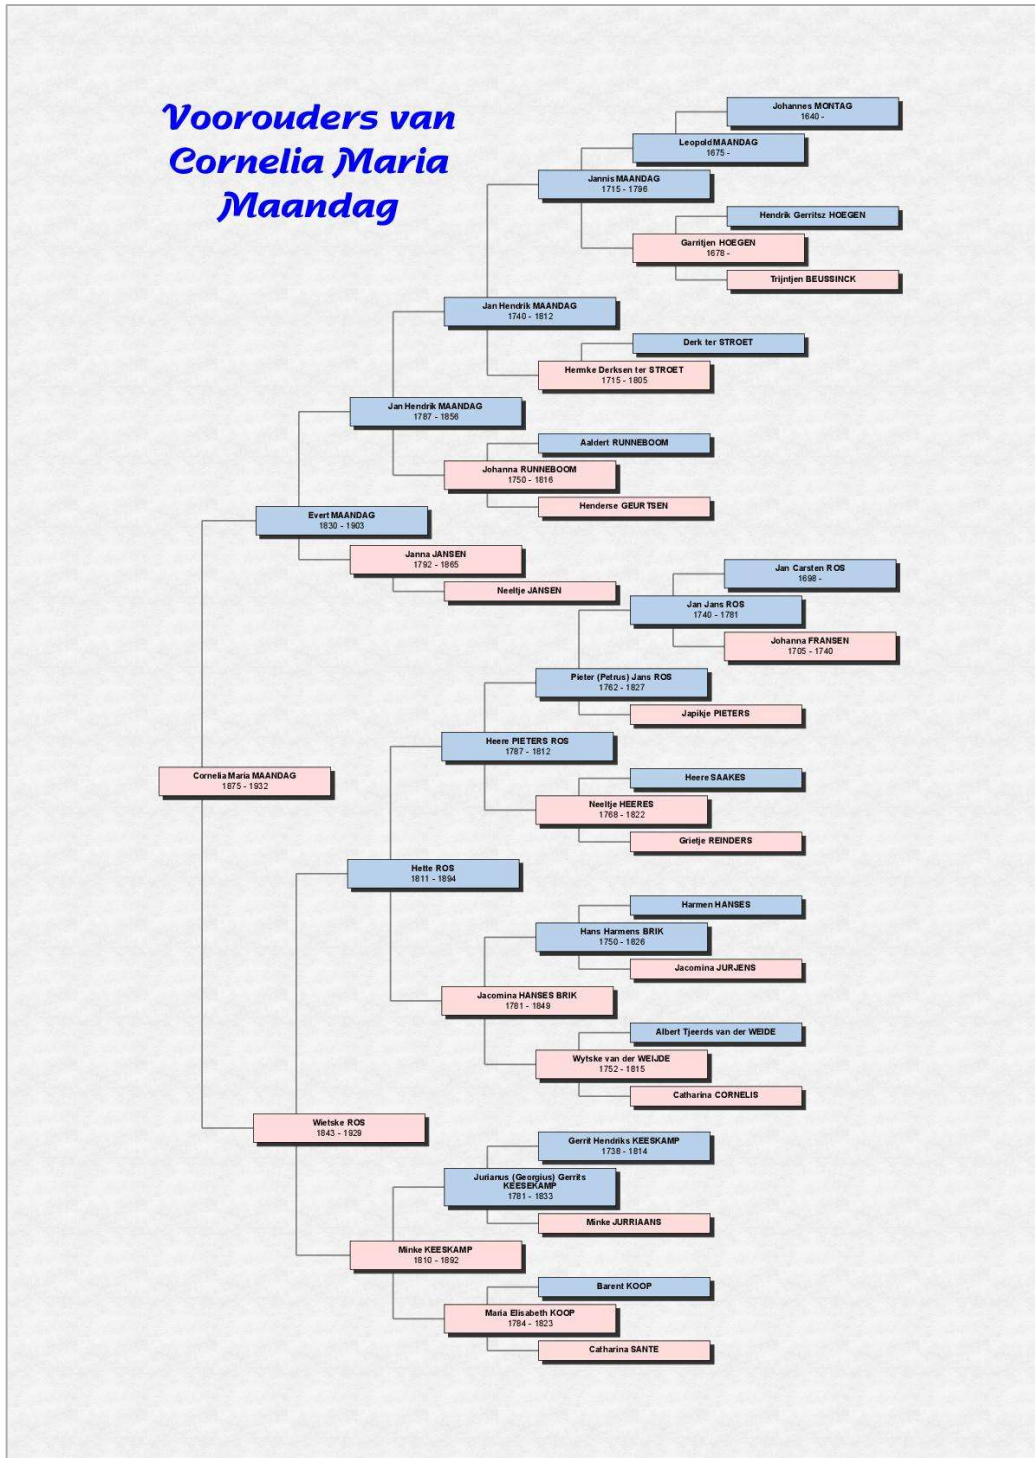 Voorouders van
Cornelia Maria
Maandag
Johannes MONTAG
1640 -
Leopold MAANDAG
1675 -
Jannis MAANDAG
1715 - 1796
Hendrik Gerritsz HOEGEN
Garritjen HOEGEN
1678 -
Trijntjen BEUSSINCK
Jan Hendrik MAANDAG
1740 - 1812
Derk ter STROET
Hermke Derksen ter STROET
1715 - 1805
Jan Hendrik MAANDAG
1787 - 1856
Aaldert RUNNEBOOM
Johanna RUNNEBOOM
1750 - 1816
Henderse GEURTSEN
Evert MAANDAG
1830 - 1903
Janna JANSEN
1792 - 1865
Neeltje JANSEN
Jan Carsten ROS
1698 -
Jan Jans ROS
1740 - 1781
Johanna FRANSEN
1705 - 1740
Pieter (Petrus) Jans ROS
1762 - 1827
Japikje PIETERS
Heere PIETERS ROS
1787 - 1812
Heere SAAKES
Neeltje HEERES
1768 - 1822
Grietje REINDERS
Cornelia Maria MAANDAG
1875 - 1932
Hette ROS
1811 - 1894
Harmen HANSES
Hans Harmens BRIK
1750 - 1826
Jacomina JURJENS
Jacomina HANSES BRIK
1781 - 1849
Albert Tjeerds van der WEIDE
Wytske van der WEIJDE
1752 - 1815
Catharina CORNELIS
Wietske ROS
1843 - 1929
Gerrit Hendriks KEESKAMP
1738 - 1814
Jurianus (Georgius) Gerrits
KEESEKAMP
1781 - 1833
Minke JURRIAANS
Minke KEESKAMP
1810 - 1892
Barent KOOP
Maria Elisabeth KOOP
1784 - 1823
Catharina SANTE